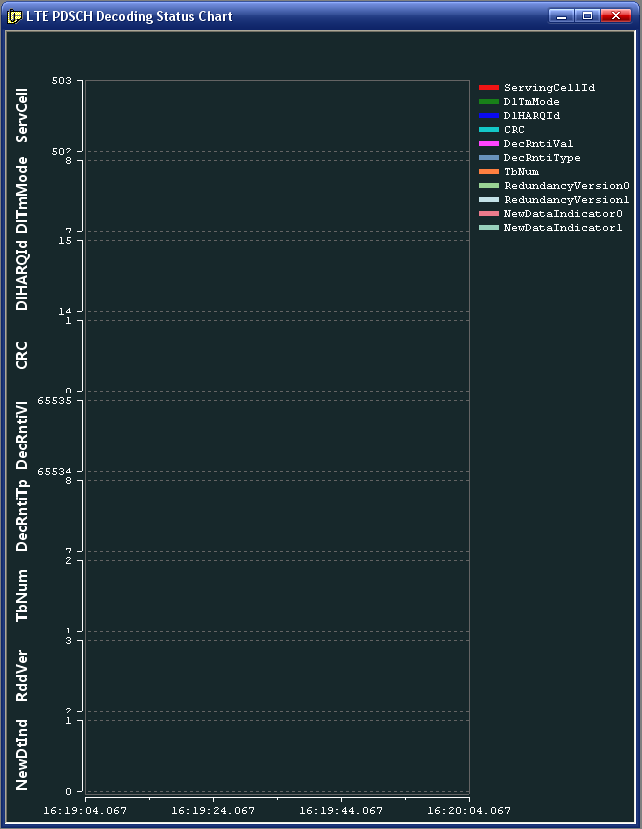 LTE PDSCH Decoding Status Chart
503
ServCell
502
8
DlTmMode
7
15
DlHARQId
14
1
CRC
0
65535
DecRntiVl
65534
8
DecRntiTp
7
2
TbNum
1
3
RddVer
2
1
NewDtInd
0
16:19:04.067 16:19:24.067 16:19:44.067 16:20:04.067
ServingCellId
DlTmMode
DlHARQId
CRC
DecRntiVal
DecRntiType
TbNum
RedundancyVersion0
RedundancyVersion1
NewDataIndicator0
NewDataIndicator1